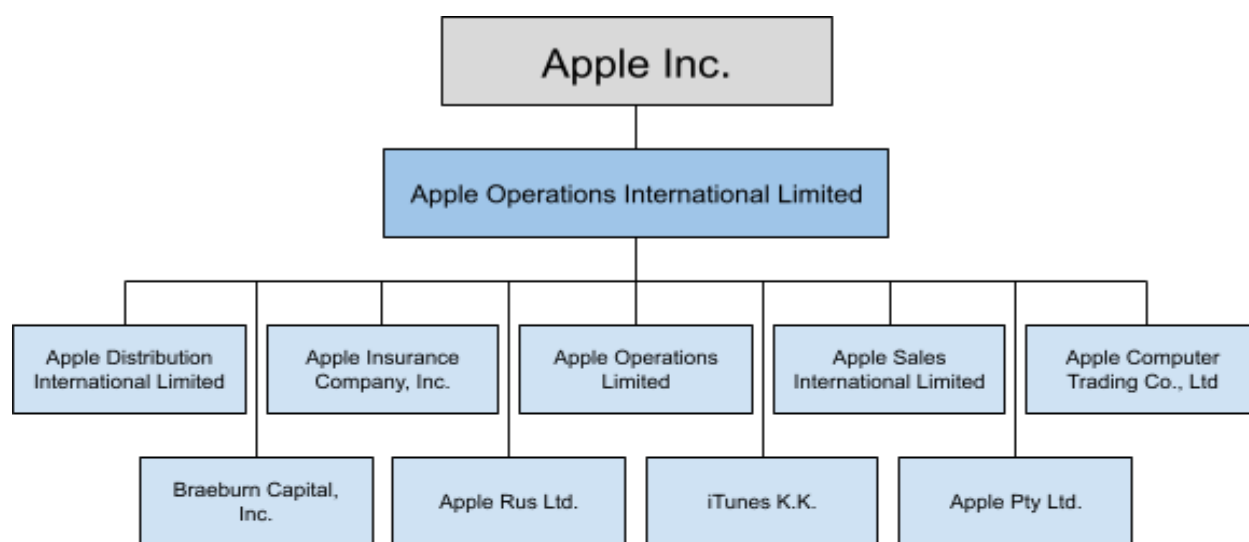 Apple Inc.
Apple Operations International Limited
Apple Distribution
International Limited
Apple Insurance
Company, Inc.
Apple Operations
Limited
Apple Sales
International Limited
Apple Computer
Trading Co., Ltd
Braeburn Capital,
Inc.
Apple Rus Ltd.
iTunes K.K.
Apple Pty Ltd.